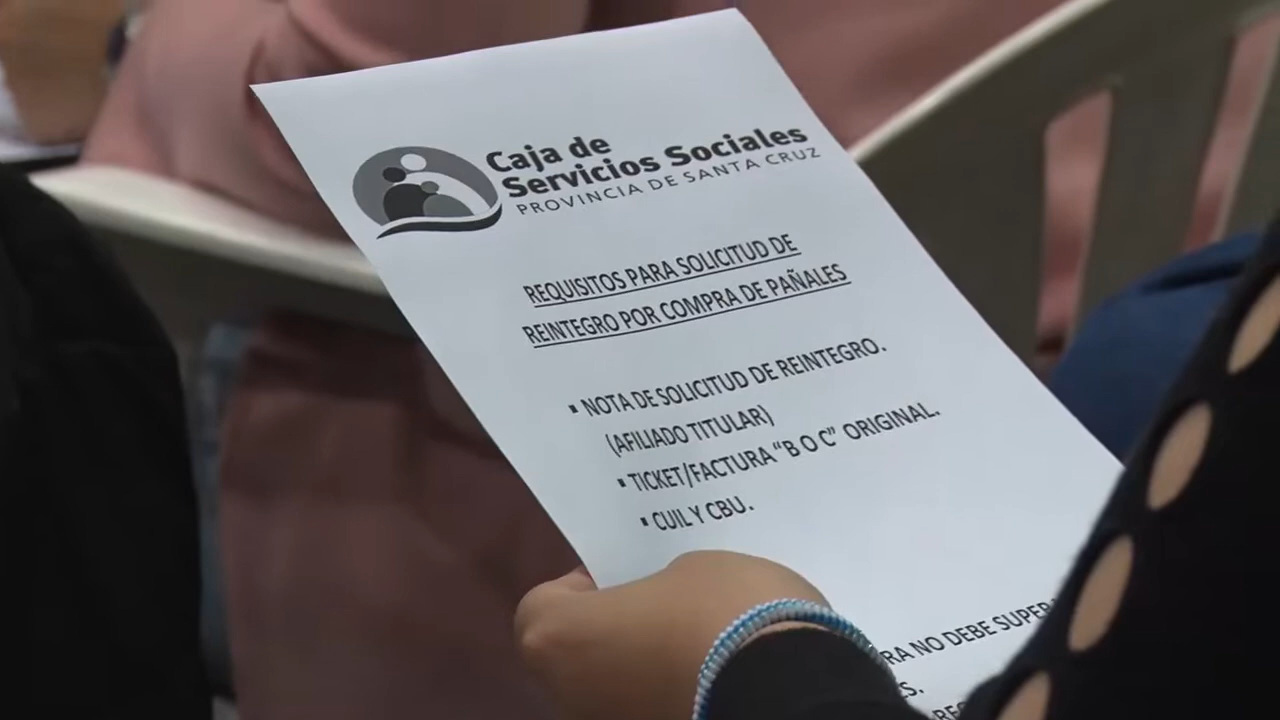 Caja de
Servicios Sociales
PROVINCIA DE SANTA CRUZ
REQUISITOS PARA SOLICITUD DE
REINTEGRO POR COMPRA DE PAÑALES
▪ NOTA DE SOLICITUD DE REINTEGRO.
(AFILIADO TITULAR)
▪ TICKET/FACTURA “B O C” ORIGINAL.
▪ CUIL Y CBU.
NO DEBE